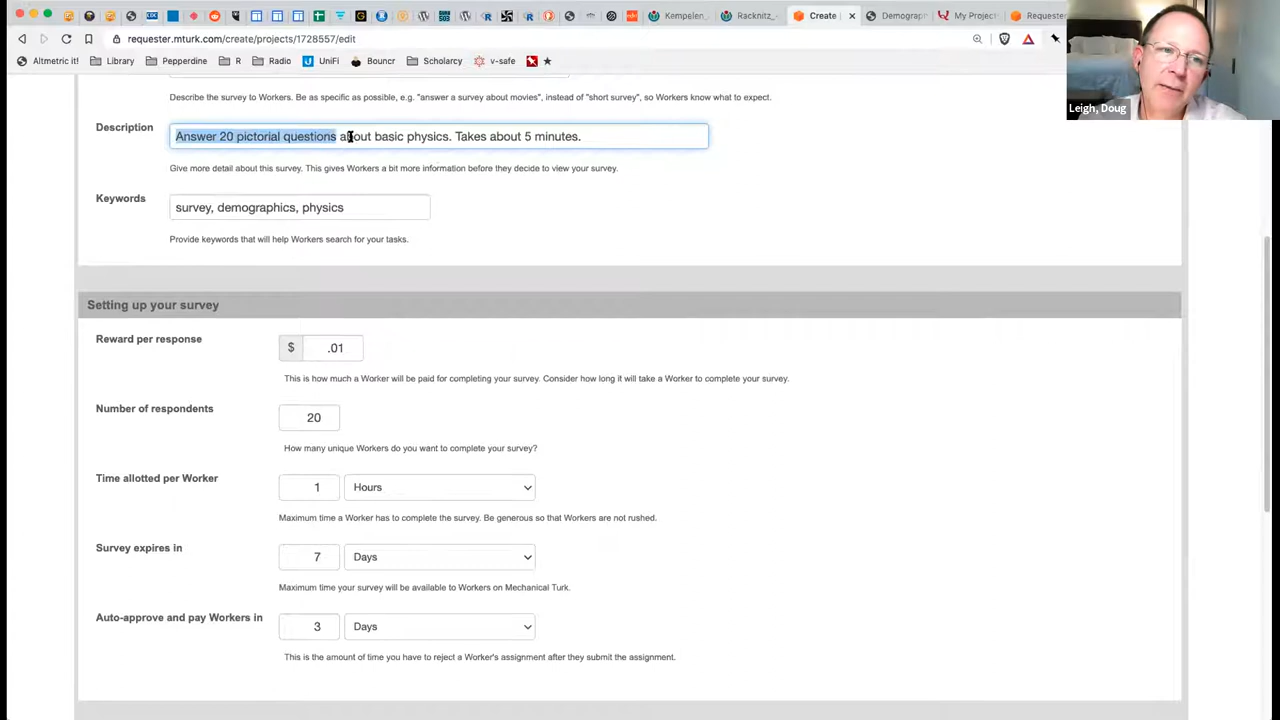 Create
Racknitz_
Kempelen_
Demograp
My Project
Requester
requester.mturk.com/create/projects/1728557/edit
Altmetric it!
Library
Pepperdine
R
Radio
UniFi
Bouncr
Scholarcy
v-safe
Leigh, Doug
Describe the survey to Workers. Be as specific as possible, e.g. "answer a survey about movies", instead of "short survey", so Workers know what to expect.
Description
Answer 20 pictorial questions about basic physics. Takes about 5 minutes.
Give more detail about this survey. This gives Workers a bit more information before they decide to view your survey.
Keywords
survey, demographics, physics
Provide keywords that will help Workers search for your tasks.
Setting up your survey
Reward per response
$ .01
This is how much a Worker will be paid for completing your survey. Consider how long it will take a Worker to complete your survey.
Number of respondents
20
How many unique Workers do you want to complete your survey?
Time allotted per Worker
1 Hours
Maximum time a Worker has to complete the survey. Be generous so that Workers are not rushed.
Survey expires in
7 Days
Maximum time your survey will be available to Workers on Mechanical Turk.
Auto-approve and pay Workers in
3 Days
This is the amount of time you have to reject a Worker's assignment after they submit the assignment.